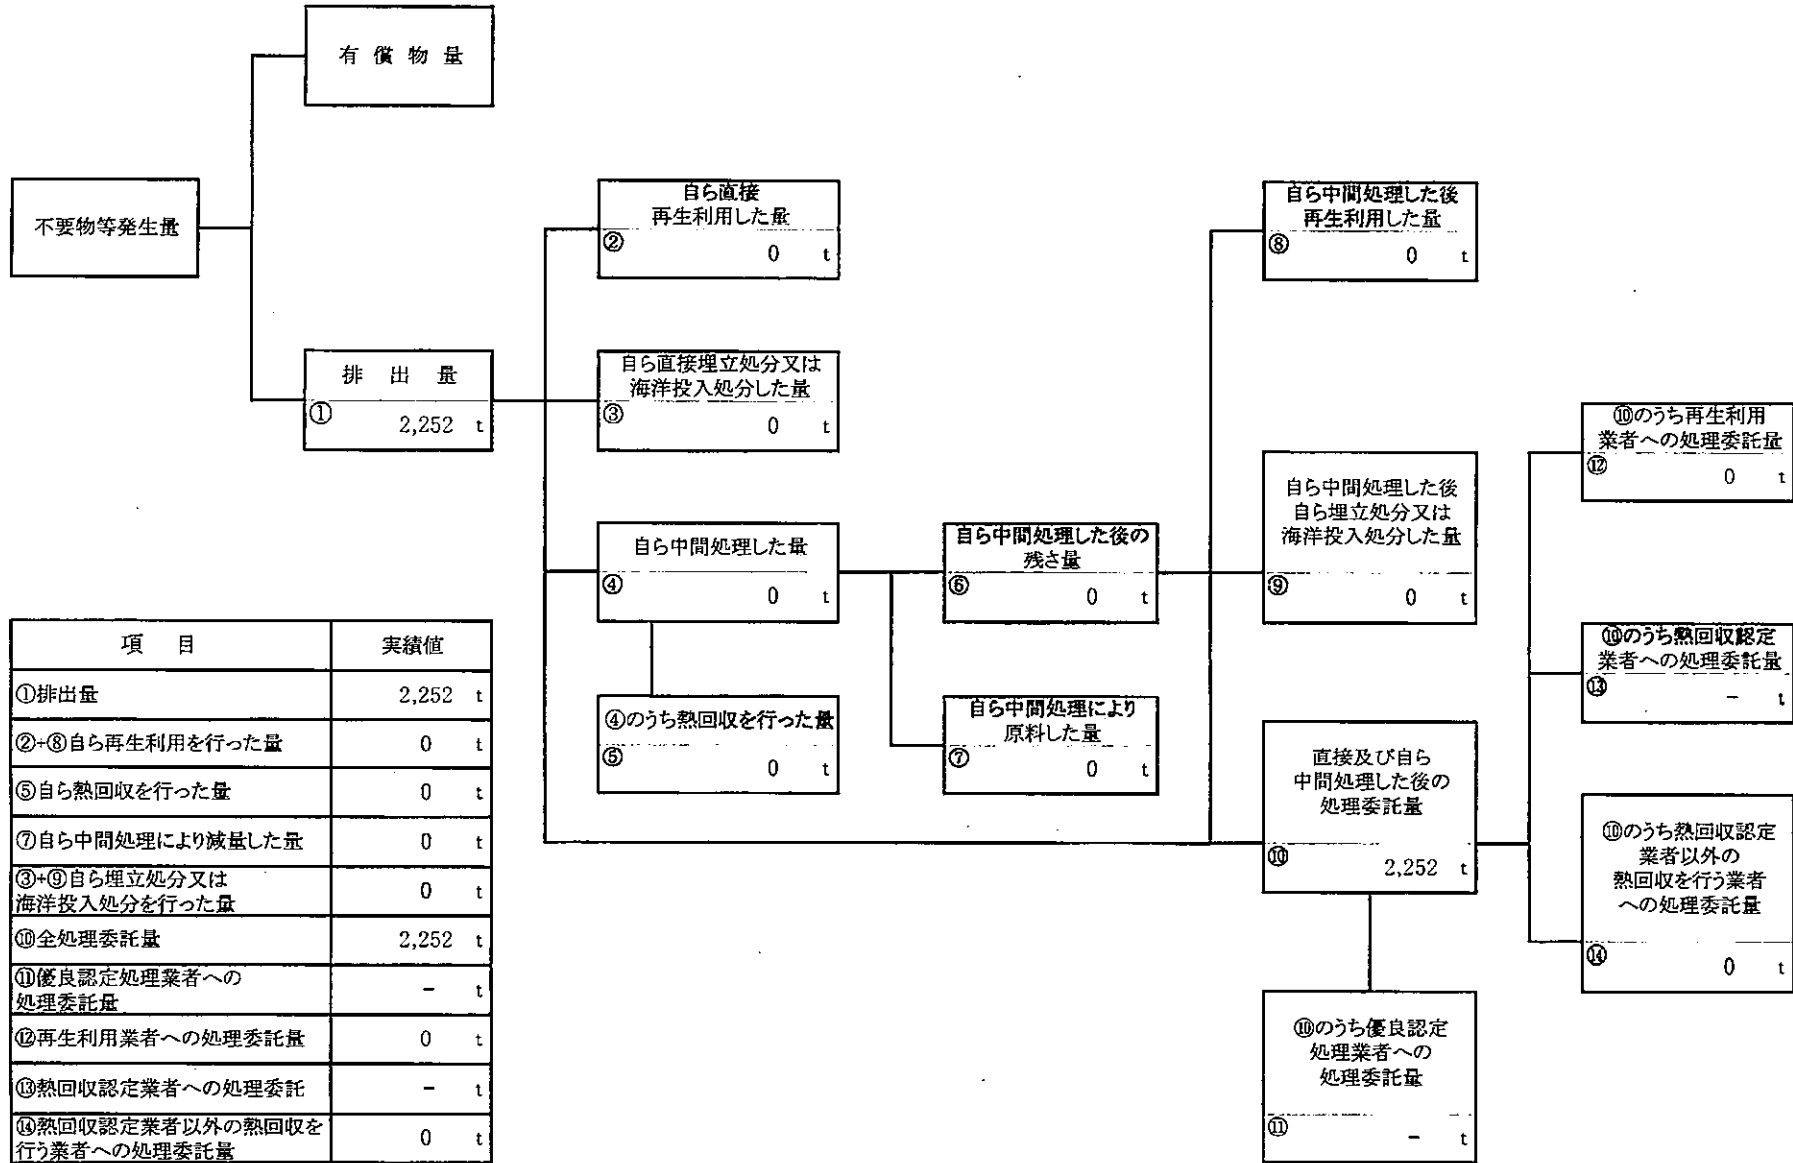 有 償 物 量
不要物等発生量
排 出 量
① 2,252 t
自ら直接
再生利用した量
② 0 t
自ら直接埋立処分又は
海洋投入処分した量
③ 0 t
自ら中間処理した量
④ 0 t
④のうち熱回収を行った量
⑤ 0 t
自ら中間処理した後の
残さ量
⑥ 0 t
自ら中間処理により
原料した量
⑦ 0 t
自ら中間処理した後
再生利用した量
⑧ 0 t
自ら中間処理した後
自ら埋立処分又は
海洋投入処分した量
⑨ 0 t
直接及び自ら
中間処理した後の
処理委託量
⑩ 2,252 t
⑩のうち優良認定
処理業者への
処理委託量
⑪ － t
⑩のうち再生利用
業者への処理委託量
⑫ 0 t
⑩のうち熱回収認定
業者への処理委託量
⑬ － t
⑩のうち熱回収認定
業者以外の
熱回収を行う業者
への処理委託量
⑭ 0 t
項 目 実績値
①排出量 2,252 t
②+⑧自ら再生利用を行った量 0 t
⑤自ら熱回収を行った量 0 t
⑦自ら中間処理により減量した量 0 t
③+⑨自ら埋立処分又は
海洋投入処分を行った量 0 t
⑩全処理委託量 2,252 t
⑪優良認定処理業者への
処理委託量 － t
⑫再生利用業者への処理委託量 0 t
⑬熱回収認定業者への処理委託 － t
⑭熱回収認定業者以外の熱回収を
行う業者への処理委託量 0 t